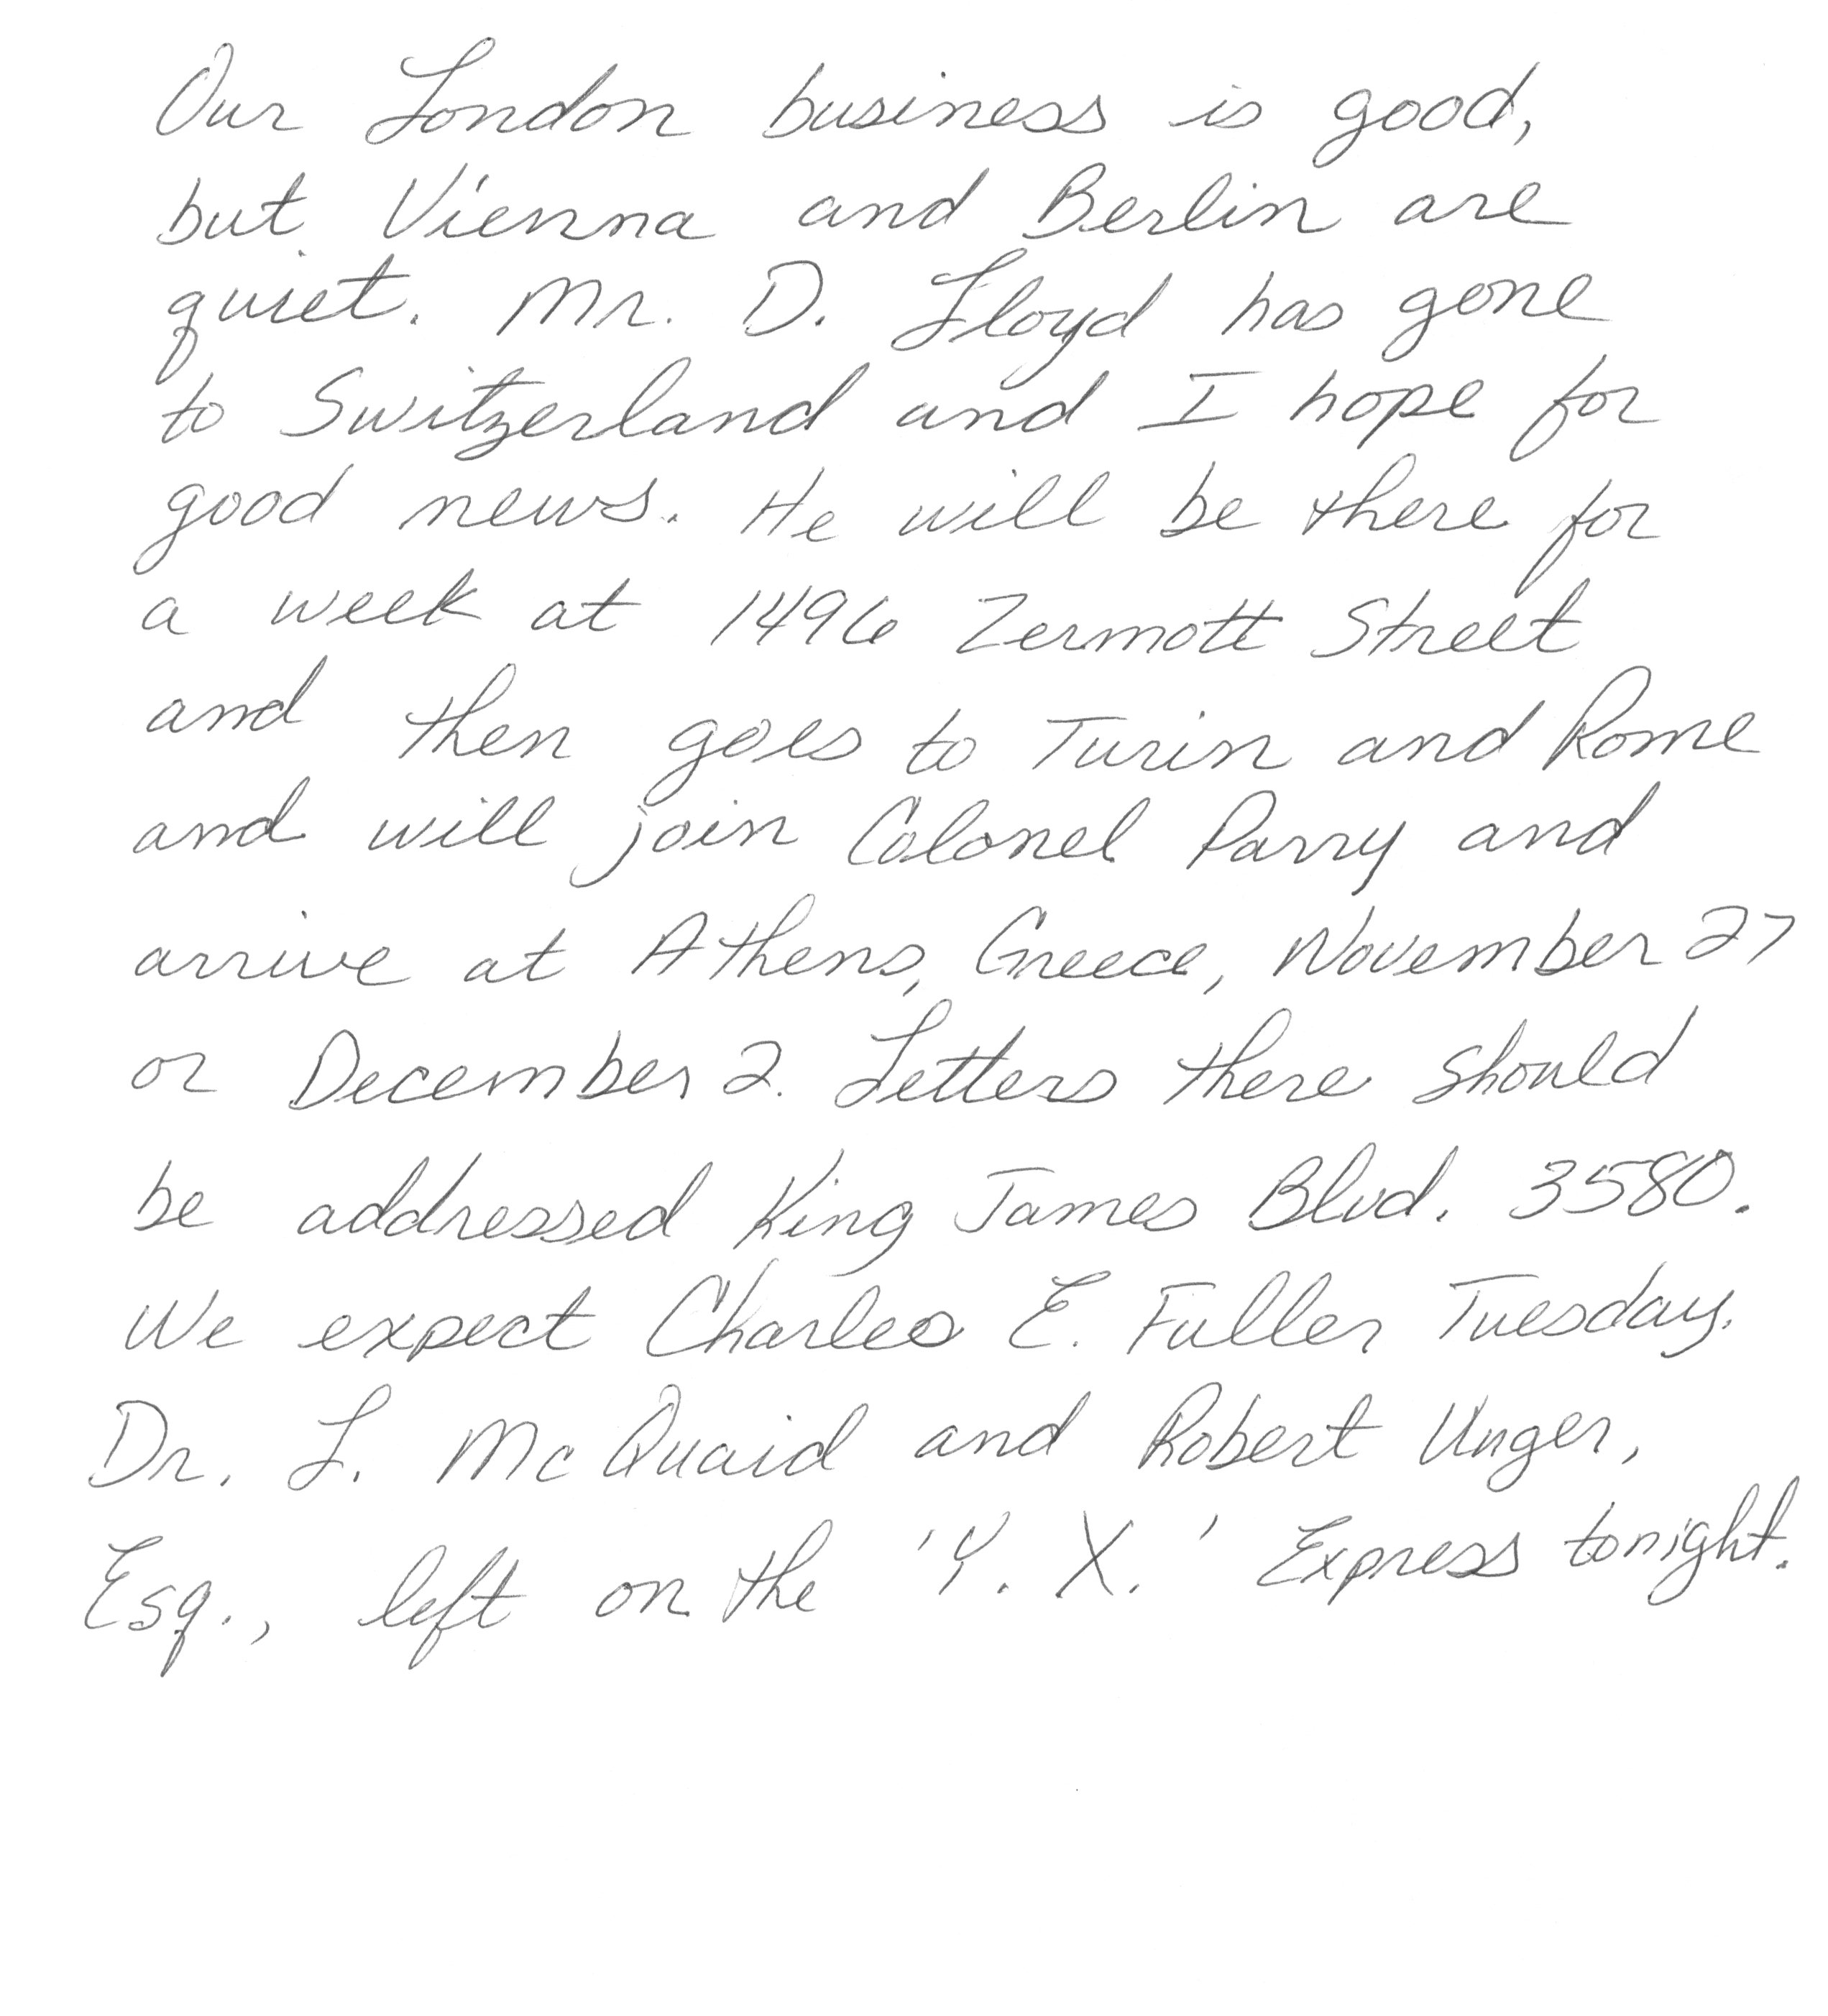 Our London business is good,
but Vienna and Berlin are
quiet. Mr. D. Lloyd has gone
to Switzerland and I hope for
good news. He will be there for
a week at 1496 Zermott Street
and then goes to Turin and Rome
and will join Colonel Parry and
arrive at Athens, Greece, November 27
or December 2. Letters there should
be addressed King James Blvd. 3580.
We expect Charles E. Fuller Tuesday.
Dr. L. McQuaid and Robert Unger,
Esq., left on the 'Y. X.' Express tonight.